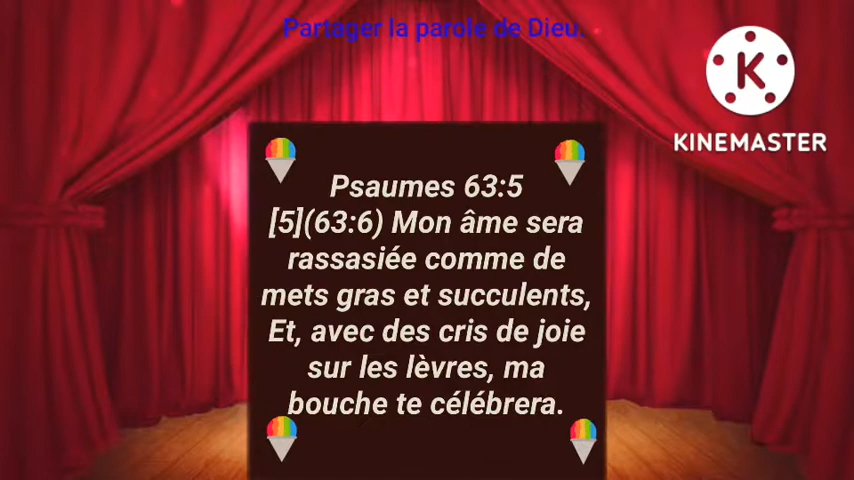 Partager la parole de Dieu.
KINEMASTER
Psaumes 63:5
[5](63:6) Mon âme sera
rassasiée comme de
mets gras et succulents,
Et, avec des cris de joie
sur les lèvres, ma
bouche te célébrera.